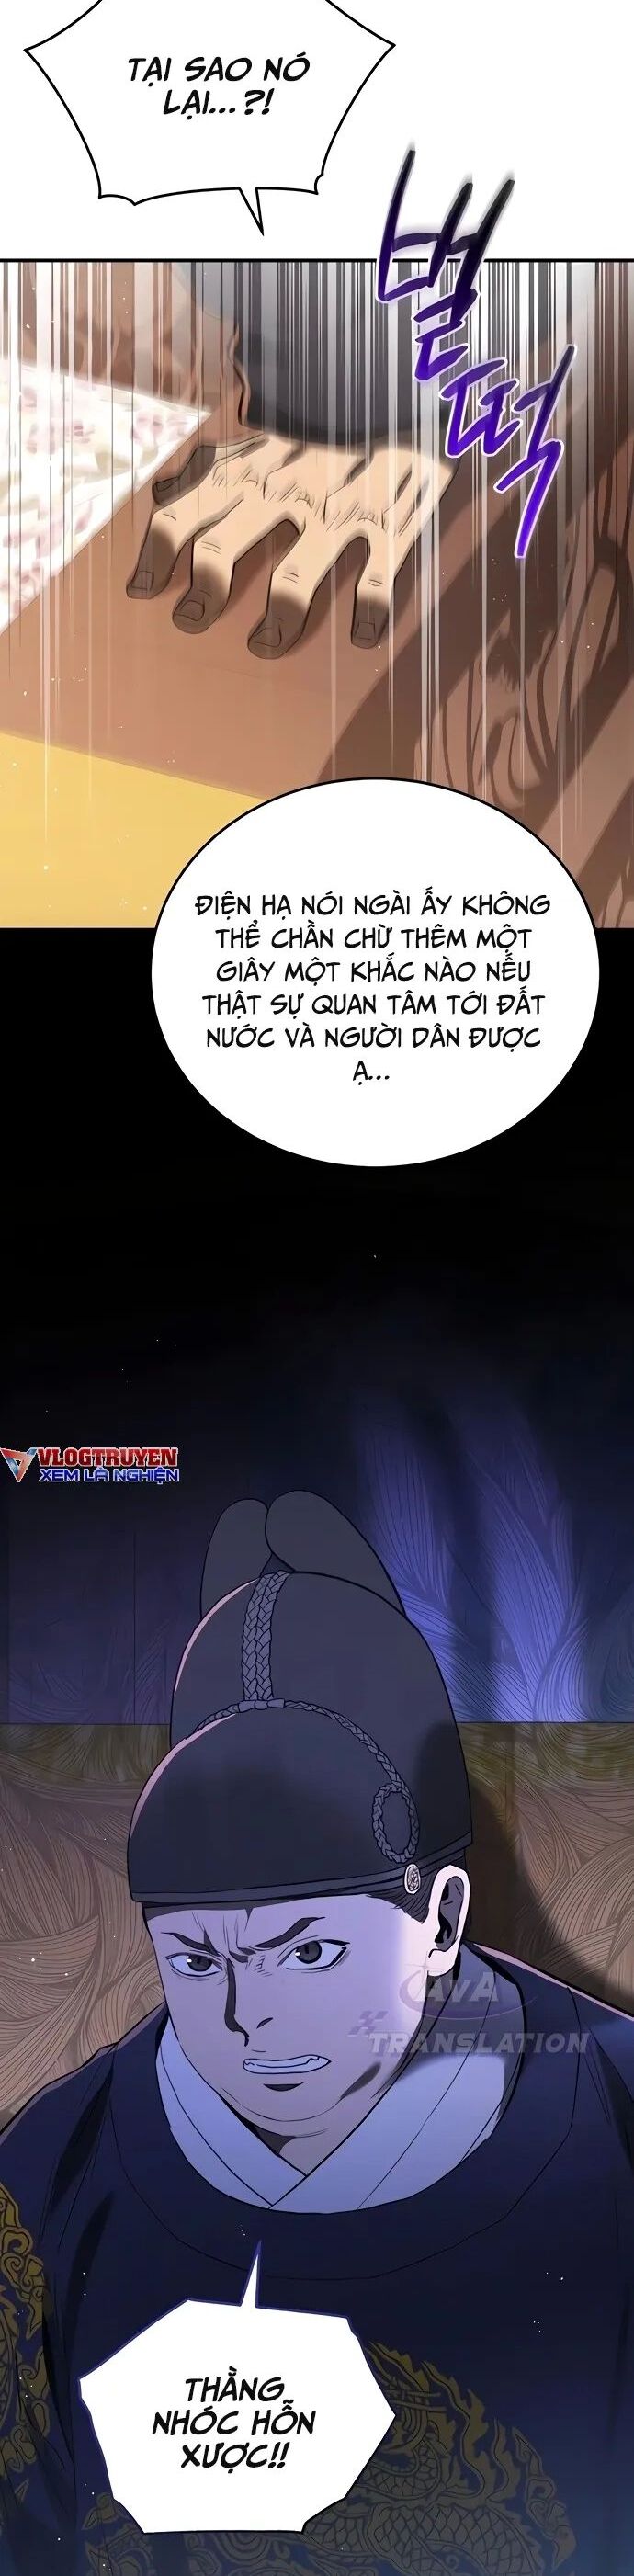 TẠI SAO NÓ
LẠI...?!
벌떡
ĐIỆN HẠ NÓI NGÀI ẤY KHÔNG
THỂ CHẦN CHỪ THÊM MỘT
GIÂY MỘT KHẮC NÀO NẾU
THẬT SỰ QUAN TÂM TỚI ĐẤT
NƯỚC VÀ NGƯỜI DÂN ĐƯỢC
Ạ...
VLOGTRUYEN
XEM LÀ NGHIỆN
AVA
TRANSLATION
THẰNG
NHÓC HỖN
XƯỢC!!